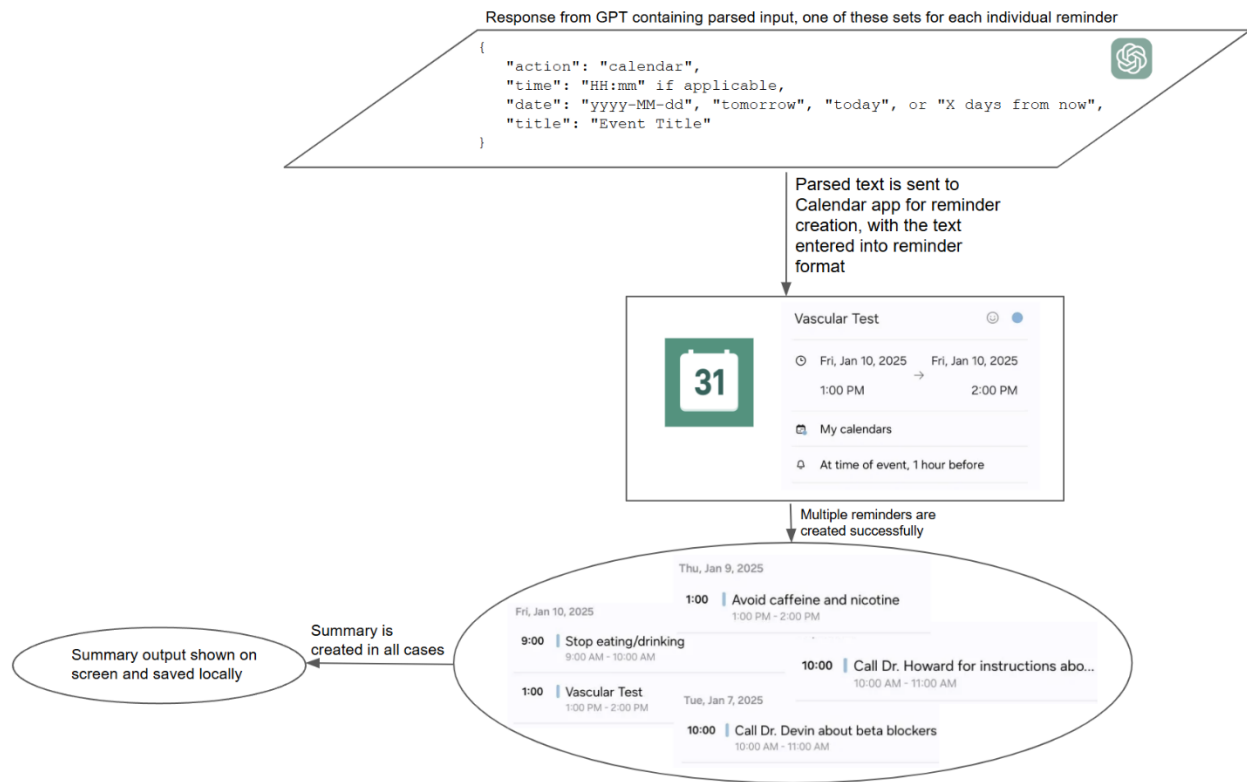 Response from GPT containing parsed input, one of these sets for each individual reminder
{
"action": "calendar",
"time": "HH:mm" if applicable,
"date": "yyyy-MM-dd", "tomorrow", "today", or "X days from now",
"title": "Event Title"
}
Parsed text is sent to
Calendar app for reminder
creation, with the text
entered into reminder
format
31
Vascular Test
Fri, Jan 10, 2025 → Fri, Jan 10, 2025
1:00 PM 2:00 PM
My calendars
At time of event, 1 hour before
Multiple reminders are
created successfully
Thu, Jan 9, 2025
1:00 Avoid caffeine and nicotine
1:00 PM - 2:00 PM
Fri, Jan 10, 2025
9:00 Stop eating/drinking
9:00 AM - 10:00 AM
1:00 Vascular Test
1:00 PM - 2:00 PM
10:00 Call Dr. Howard for instructions abo...
10:00 AM - 11:00 AM
Tue, Jan 7, 2025
10:00 Call Dr. Devin about beta blockers
10:00 AM - 11:00 AM
Summary is
created in all cases
Summary output shown on
screen and saved locally